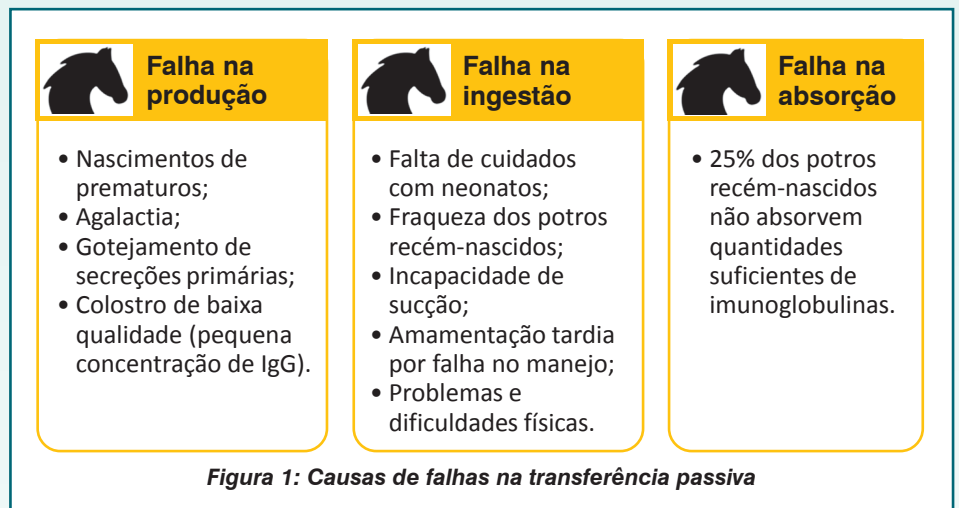 Falha na
produção
• Nascimentos de
prematuros;
• Agalactia;
• Gotejamento de
secreções primárias;
• Colostro de baixa
qualidade (pequena
concentração de IgG).
Falha na
ingestão
• Falta de cuidados
com neonatos;
• Fraqueza dos potros
recém-nascidos;
• Incapacidade de
sucção;
• Amamentação tardia
por falha no manejo;
• Problemas e
dificuldades físicas.
Falha na
absorção
• 25% dos potros
recém-nascidos
não absorvem
quantidades
suficientes de
imunoglobulinas.
Figura 1: Causas de falhas na transferência passiva